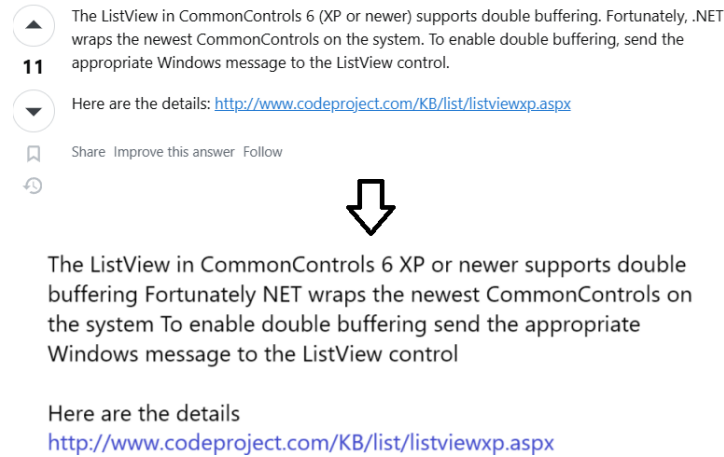 The ListView in CommonControls 6 (XP or newer) supports double buffering. Fortunately, .NET
wraps the newest CommonControls on the system. To enable double buffering, send the
appropriate Windows message to the ListView control.
11
Here are the details: http://www.codeproject.com/KB/list/listviewxp.aspx
Share Improve this answer Follow
The ListView in CommonControls 6 XP or newer supports double
buffering Fortunately NET wraps the newest CommonControls on
the system To enable double buffering send the appropriate
Windows message to the ListView control
Here are the details
http://www.codeproject.com/KB/list/listviewxp.aspx